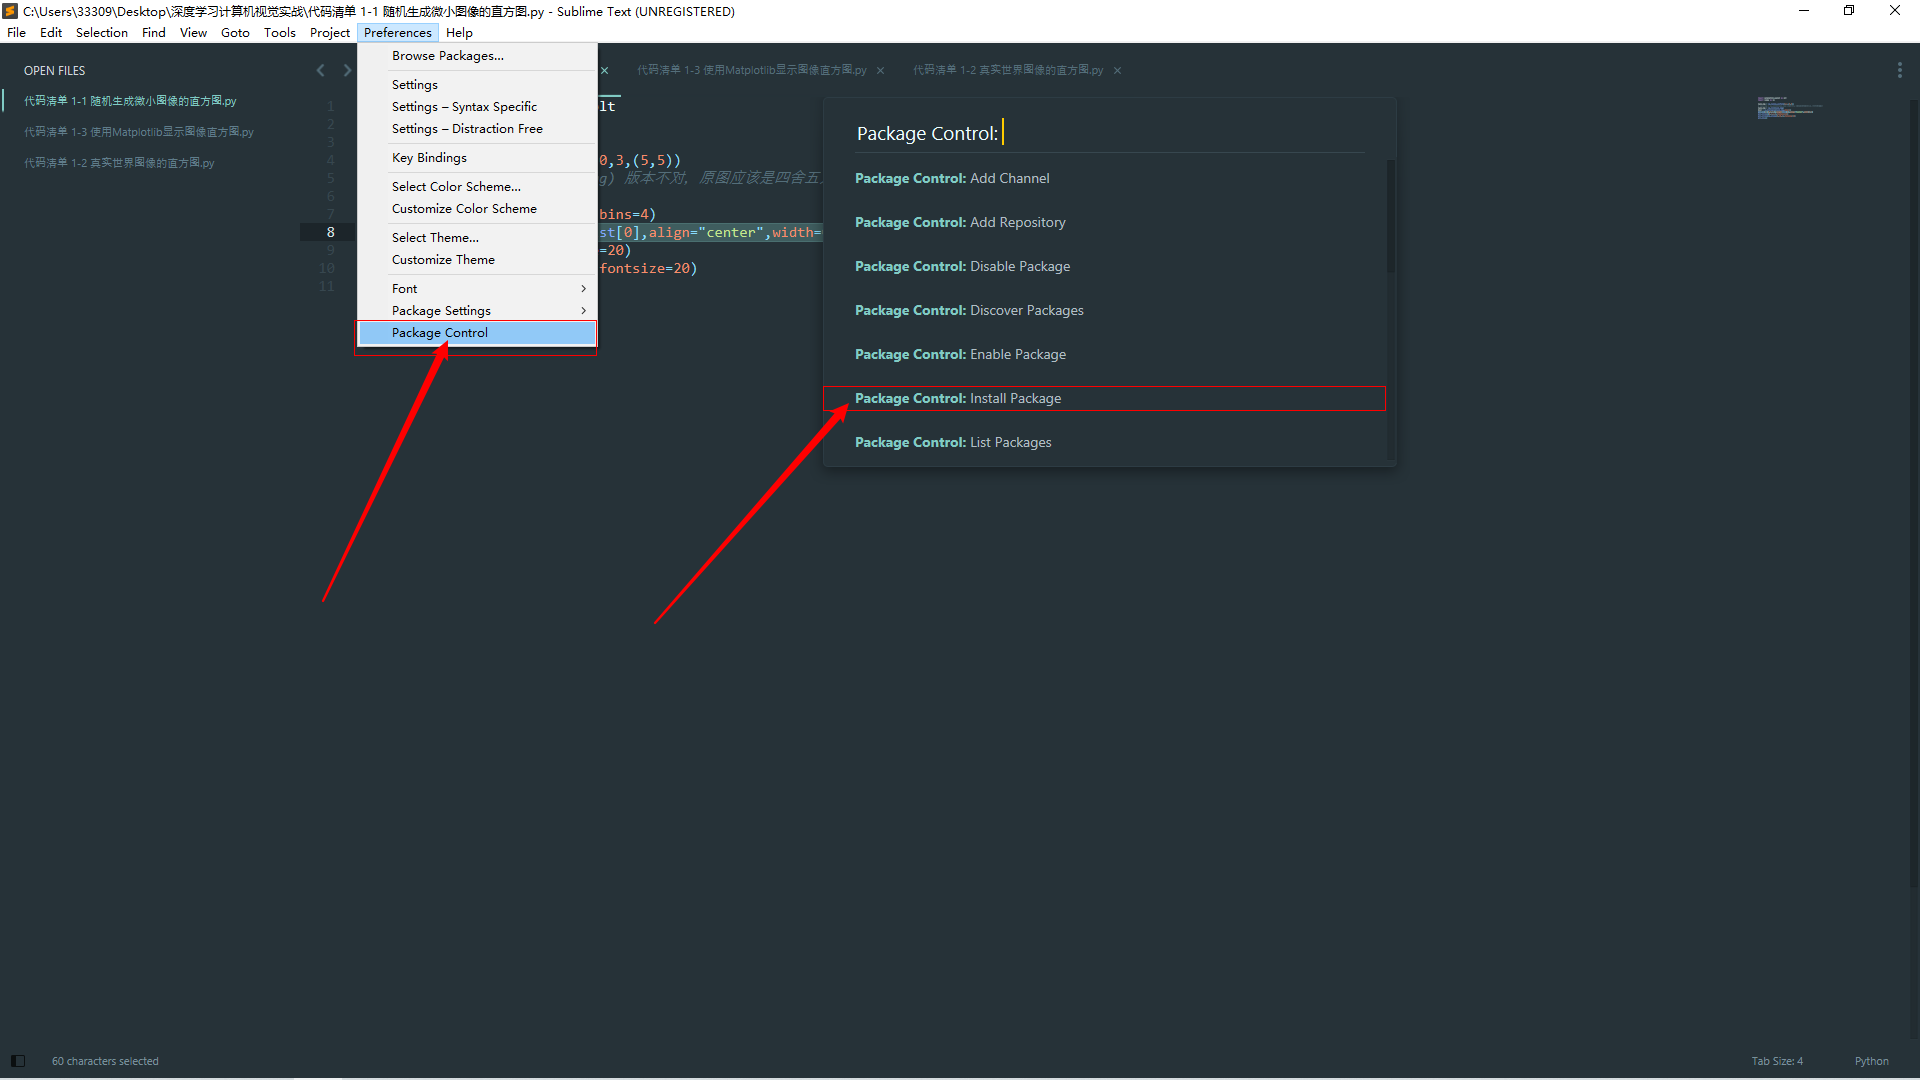 C:\Users\33309\Desktop\深度学习计算机视觉实战\代码清单 1-1 随机生成微小图像的直方图.py - Sublime Text (UNREGISTERED)
File Edit Selection Find View Goto Tools Project Preferences Help
OPEN FILES
代码清单 1-1 随机生成微小图像的直方图.py
代码清单 1-3 使用Matplotlib显示图像直方图.py
代码清单 1-2 真实世界图像的直方图.py
Browse Packages...
Settings
Settings – Syntax Specific
Settings – Distraction Free
Key Bindings
Select Color Scheme...
Customize Color Scheme
Select Theme...
Customize Theme
Font
Package Settings
Package Control
代码清单 1-3 使用Matplotlib显示图像直方图.py
代码清单 1-2 真实世界图像的直方图.py
1 lt
2
3
4 0,3,(5,5))
5 g) 版本不对, 原图应该是四舍五
6
7 bins=4)
8 st[0],align="center",width=
9 =20)
10 fontsize=20)
11
Package Control:
Package Control: Add Channel
Package Control: Add Repository
Package Control: Disable Package
Package Control: Discover Packages
Package Control: Enable Package
Package Control: Install Package
Package Control: List Packages
60 characters selected
Tab Size: 4
Python